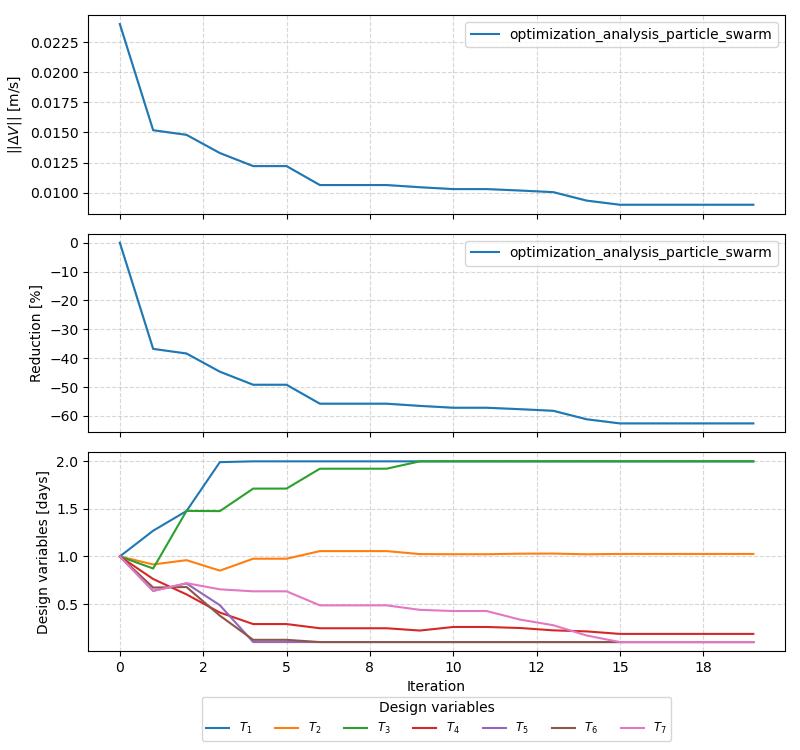 ||ΔV|| [m/s]
0.0225
0.0200
0.0175
0.0150
0.0125
0.0100
optimization_analysis_particle_swarm
Reduction [%]
0
−10
−20
−30
−40
−50
−60
optimization_analysis_particle_swarm
Design variables [days]
2.0
1.5
1.0
0.5
0 2 5 8 10 12 15 18
Iteration
Design variables
T1 T2 T3 T4 T5 T6 T7